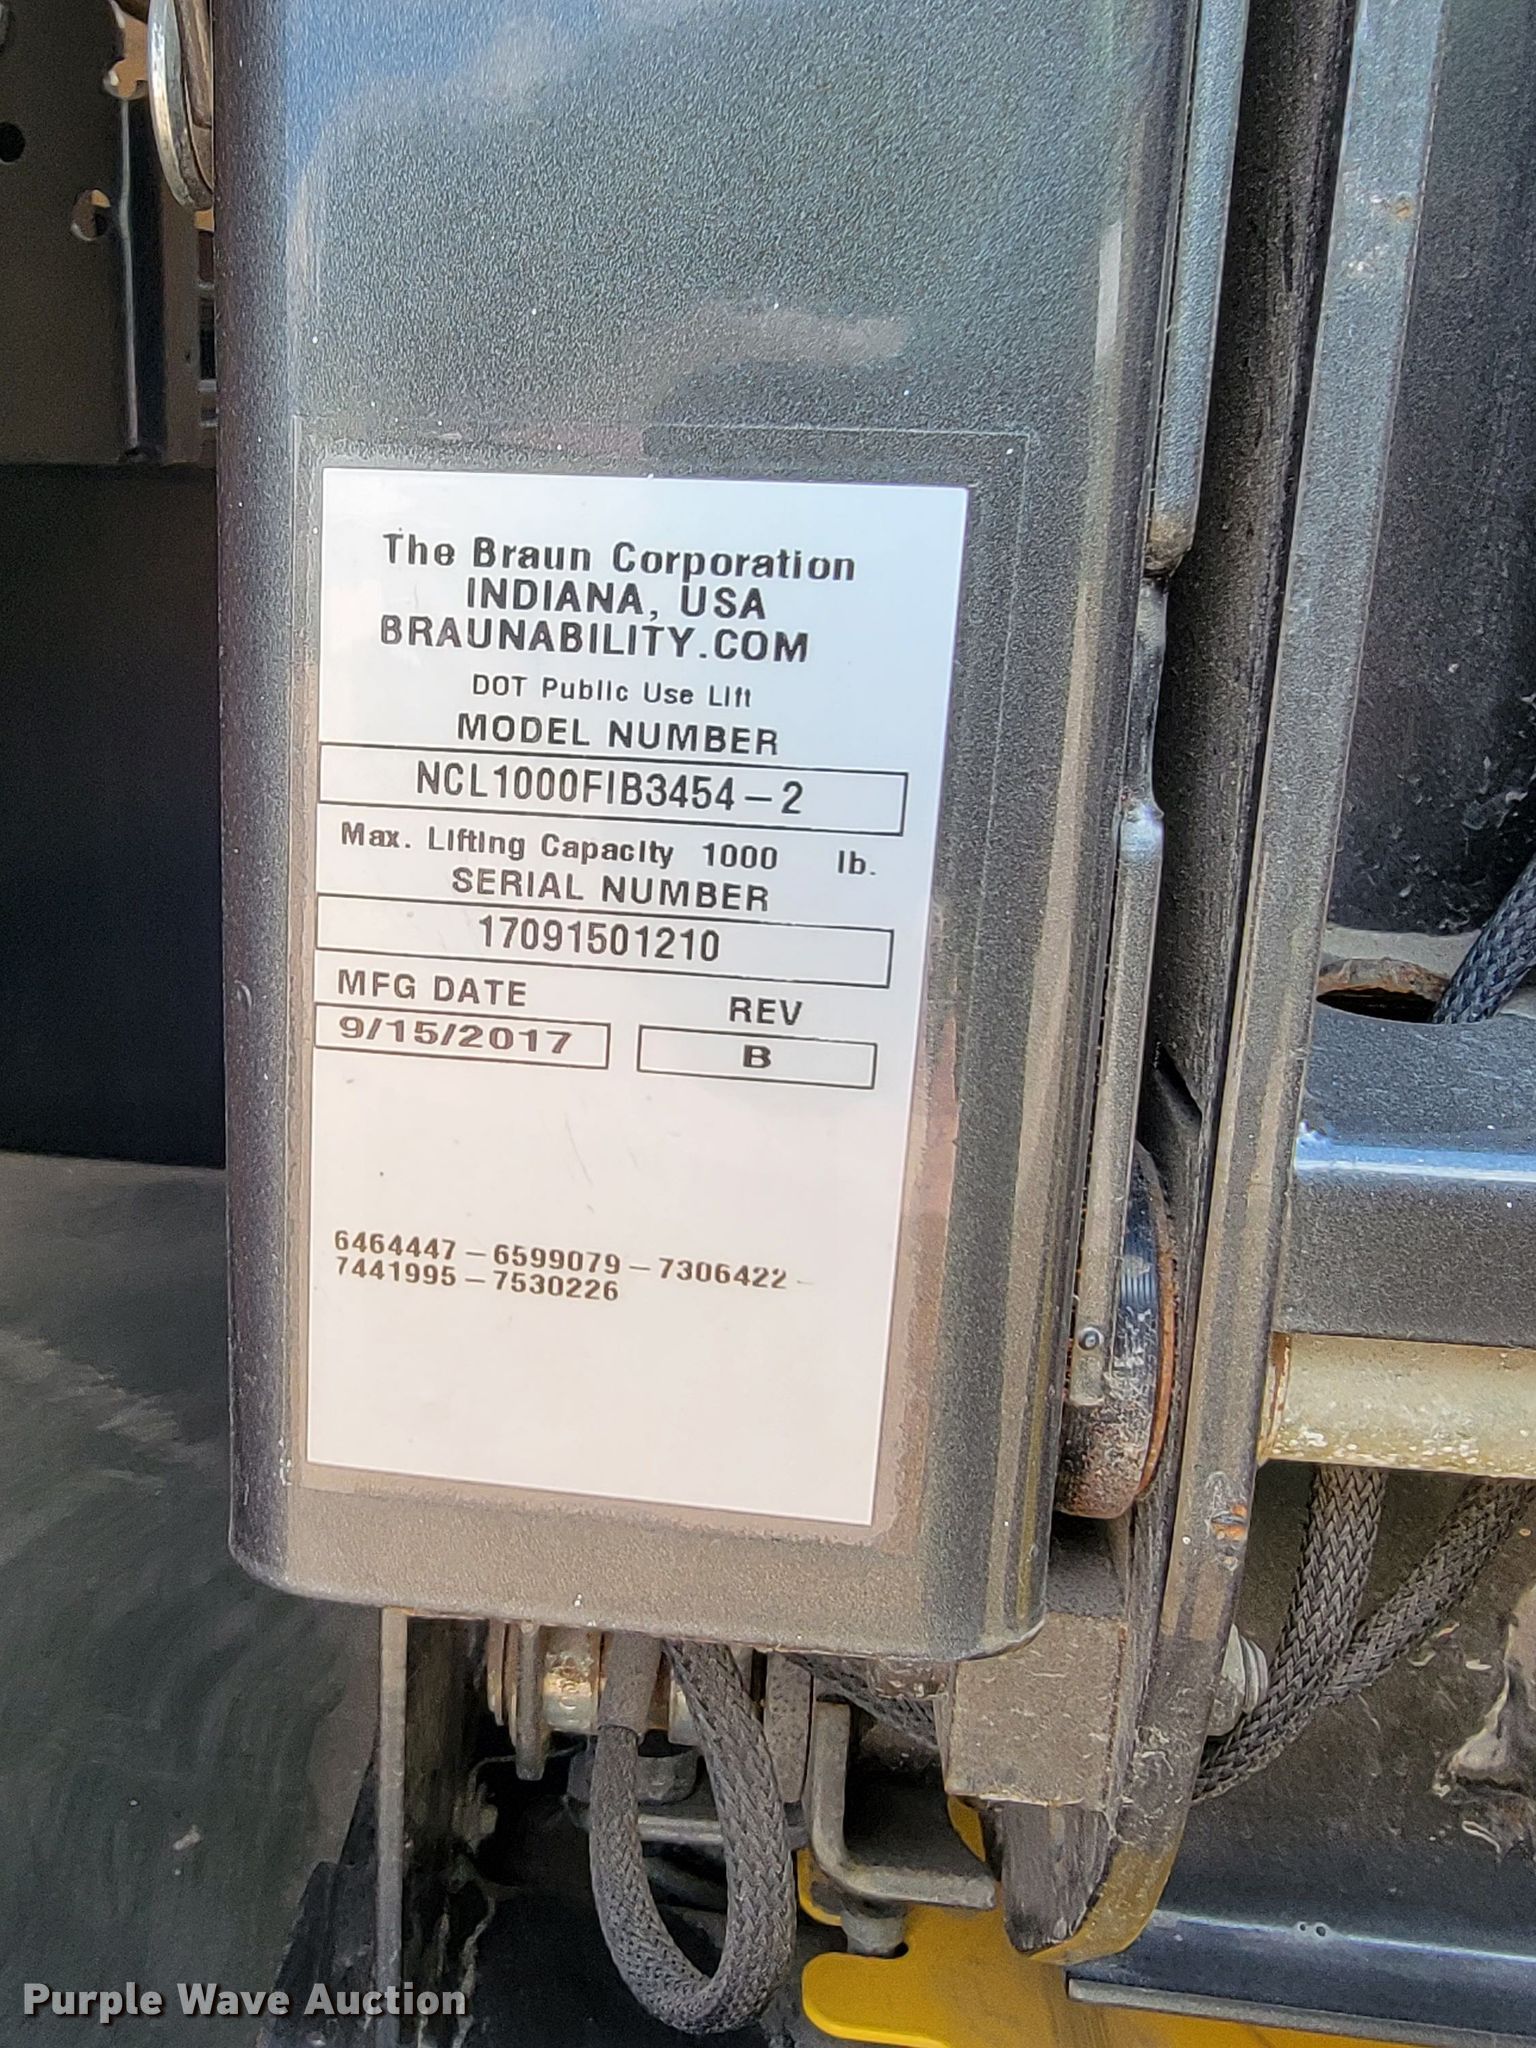 The Braun Corporation
INDIANA, USA
BRAUNABILITY.COM
DOT Public Use Lift
MODEL NUMBER
NCL1000FIB3454-2
Max. Lifting Capacity 1000 lb.
SERIAL NUMBER
17091501210
MFG DATE REV
9/15/2017 B
6464447-6599079-7306422-
7441995-7530226
Purple Wave Auction